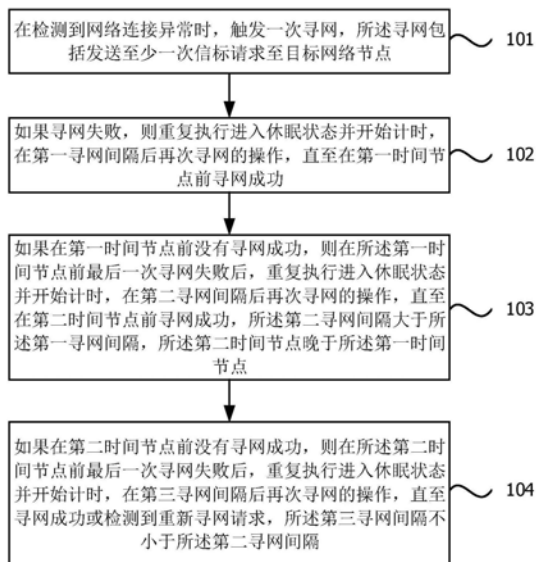 在检测到网络连接异常时，触发一次寻网，所述寻网包
括发送至少一次信标请求至目标网络节点
101
如果寻网失败，则重复执行进入休眠状态并开始计时，
在第一寻网间隔后再次寻网的操作，直至在第一时间节
点前寻网成功
102
如果在第一时间节点前没有寻网成功，则在所述第一时
间节点前最后一次寻网失败后，重复执行进入休眠状态
并开始计时，在第二寻网间隔后再次寻网的操作，直至
在第二时间节点前寻网成功，所述第二寻网间隔大于所
述第一寻网间隔，所述第二时间节点晚于所述第一时间
节点
103
如果在第二时间节点前没有寻网成功，则在所述第二时
间节点前最后一次寻网失败后，重复执行进入休眠状态
并开始计时，在第三寻网间隔后再次寻网的操作，直至
寻网成功或检测到重新寻网请求，所述第三寻网间隔不
小于所述第二寻网间隔
104